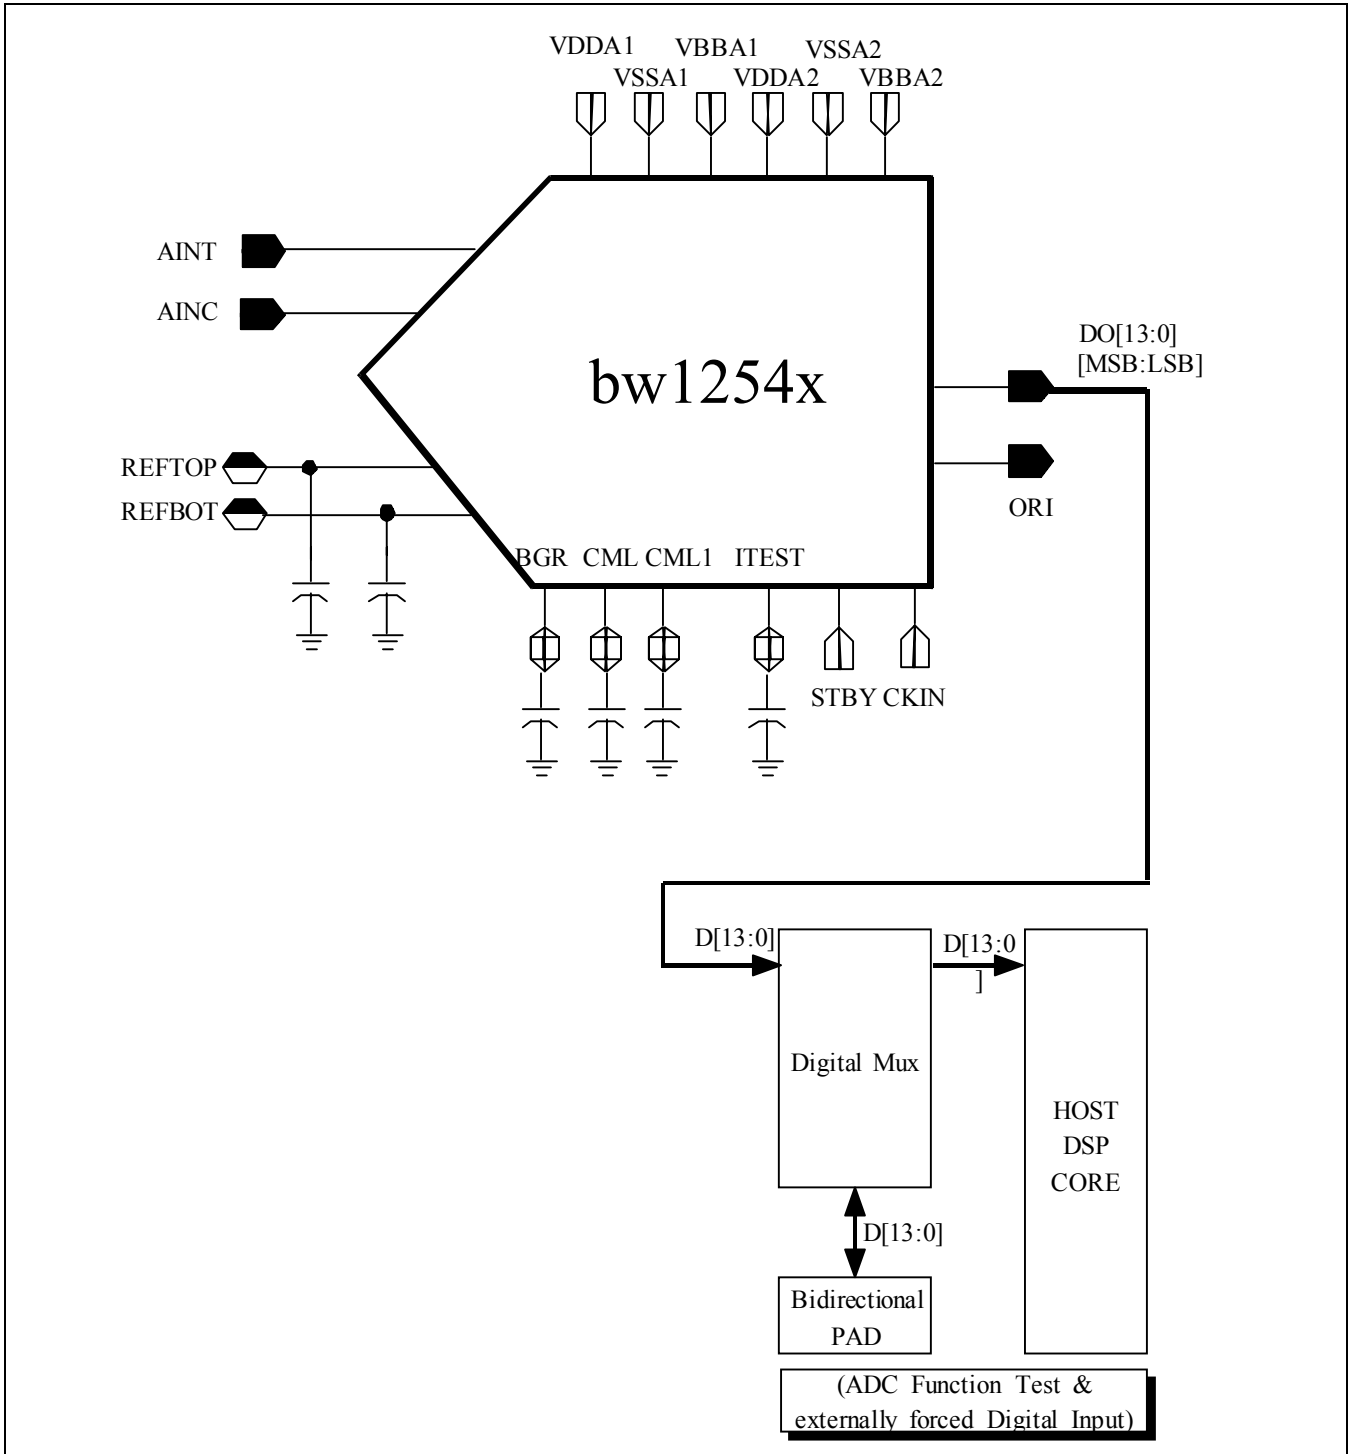 VDDA1 VBBA1 VSSA2
VSSA1 VDDA2 VBBA2
AINT
AINC
DO[13:0]
[MSB:LSB]
bw1254x
REFTOP
REFBOT
ORI
BGR CML CML1 ITEST
STBY CKIN
D[13:0]
D[13:0
]
Digital Mux
HOST
DSP
CORE
D[13:0]
Bidirectional
PAD
(ADC Function Test &
externally forced Digital Input)